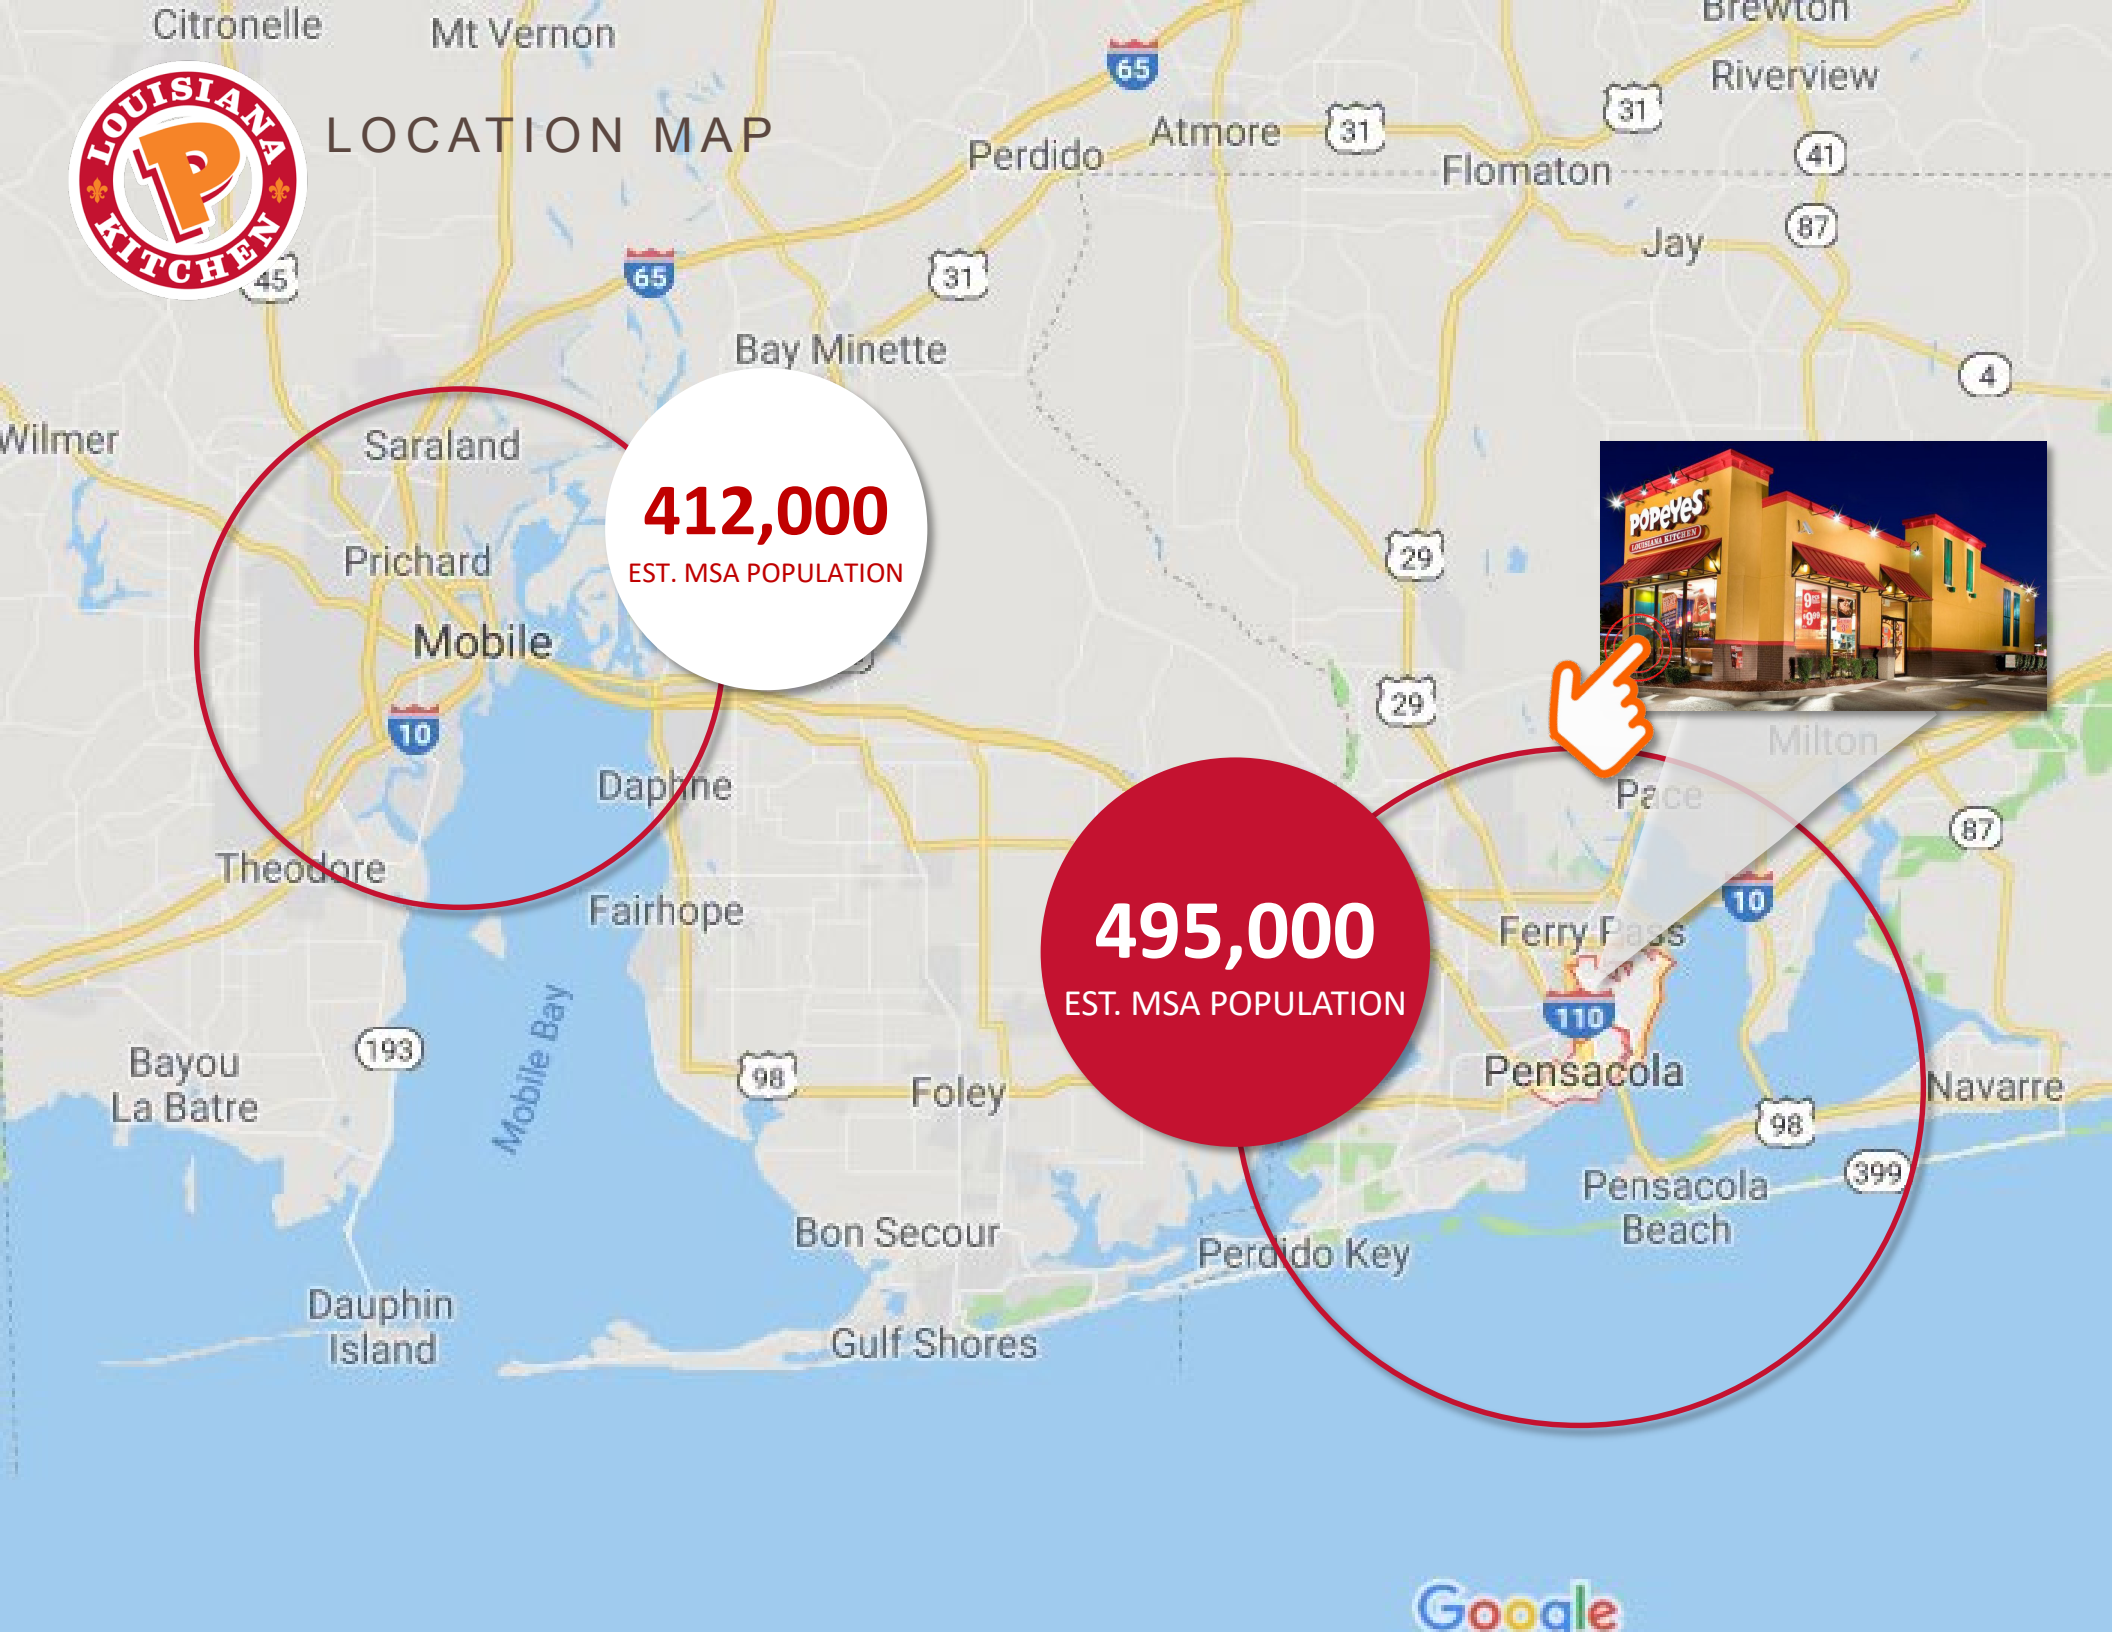 Citronelle
Mt Vernon
Brewton
65
Riverview
31
LOUISIANA
P
KITCHEN
LOCATION MAP
Atmore
31
Perdido
Flomaton
41
87
Jay
45
65
31
Bay Minette
4
Wilmer
Saraland
412,000
EST. MSA POPULATION
POPEYES
LOUISIANA KITCHEN
Prichard
29
Mobile
29
10
Milton
Daphne
Pace
87
Theodore
10
Fairhope
495,000
EST. MSA POPULATION
Ferry Pass
110
Mobile Bay
193
Bayou
La Batre
98
Foley
Pensacola
Navarre
98
399
Pensacola
Beach
Bon Secour
Perdido Key
Dauphin
Island
Gulf Shores
Google